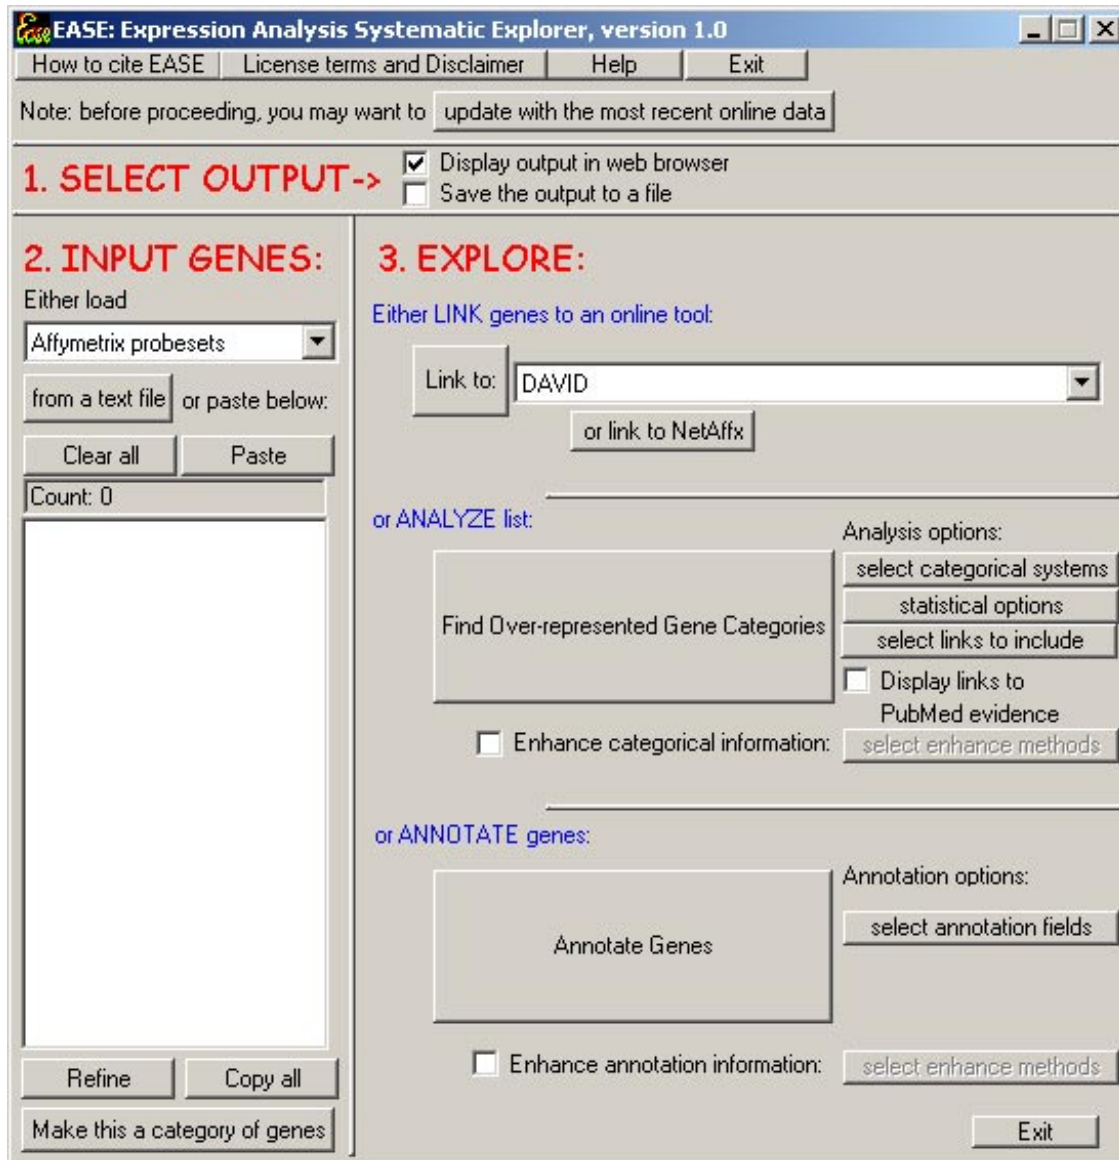 Ease EASE: Expression Analysis Systematic Explorer, version 1.0
How to cite EASE License terms and Disclaimer Help Exit
Note: before proceeding, you may want to update with the most recent online data
1. SELECT OUTPUT->
Display output in web browser
Save the output to a file
2. INPUT GENES:
Either load
Affymetrix probesets
from a text file or paste below:
Clear all Paste
Count: 0
Refine Copy all
Make this a category of genes
3. EXPLORE:
Either LINK genes to an online tool:
Link to: DAVID
or link to NetAffx
or ANALYZE list:
Find Over-represented Gene Categories
Analysis options:
select categorical systems
statistical options
select links to include
Display links to
PubMed evidence
Enhance categorical information: select enhance methods
or ANNOTATE genes:
Annotate Genes
Annotation options:
select annotation fields
Enhance annotation information: select enhance methods
Exit